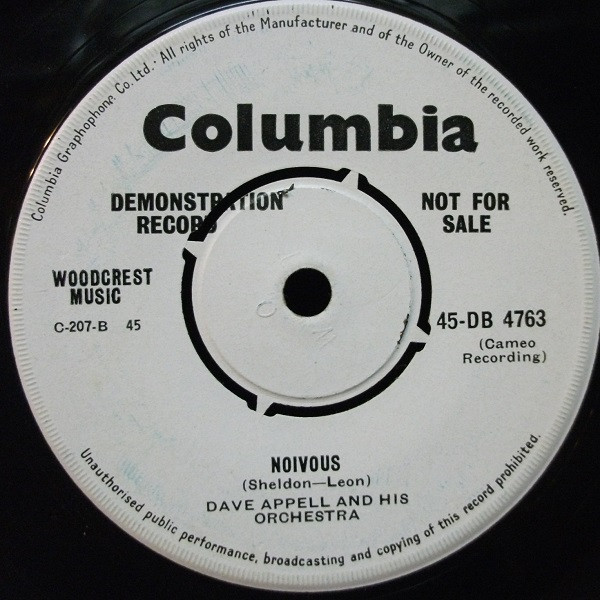 Columbia Graphophone Co. Ltd. · All rights of the Manufacturer and of the Owner of the recorded work reserved.
Columbia
DEMONSTRATION
RECORD
NOT FOR
SALE
WOODCREST
MUSIC
C-207-B 45
45-DB 4763
(Cameo
Recording)
NOIVOUS
(Sheldon—Leon)
DAVE APPELL AND HIS
ORCHESTRA
Unauthorised public performance, broadcasting and copying of this record prohibited.